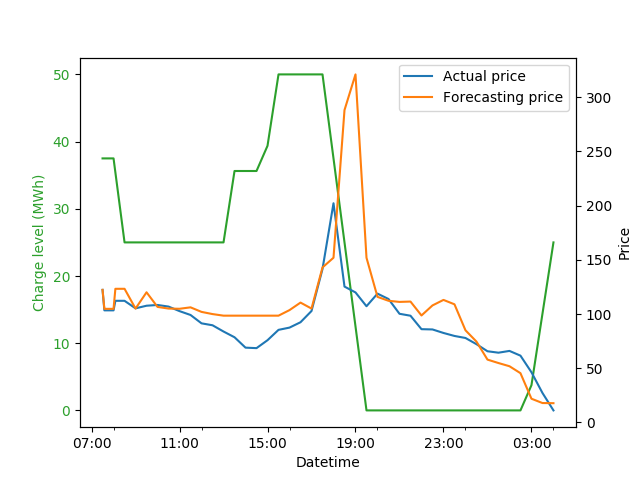 Actual price
Forecasting price
50
40
30
20
10
0
Charge level (MWh)
300
250
200
150
100
50
0
Price
07:00 11:00 15:00 19:00 23:00 03:00
Datetime